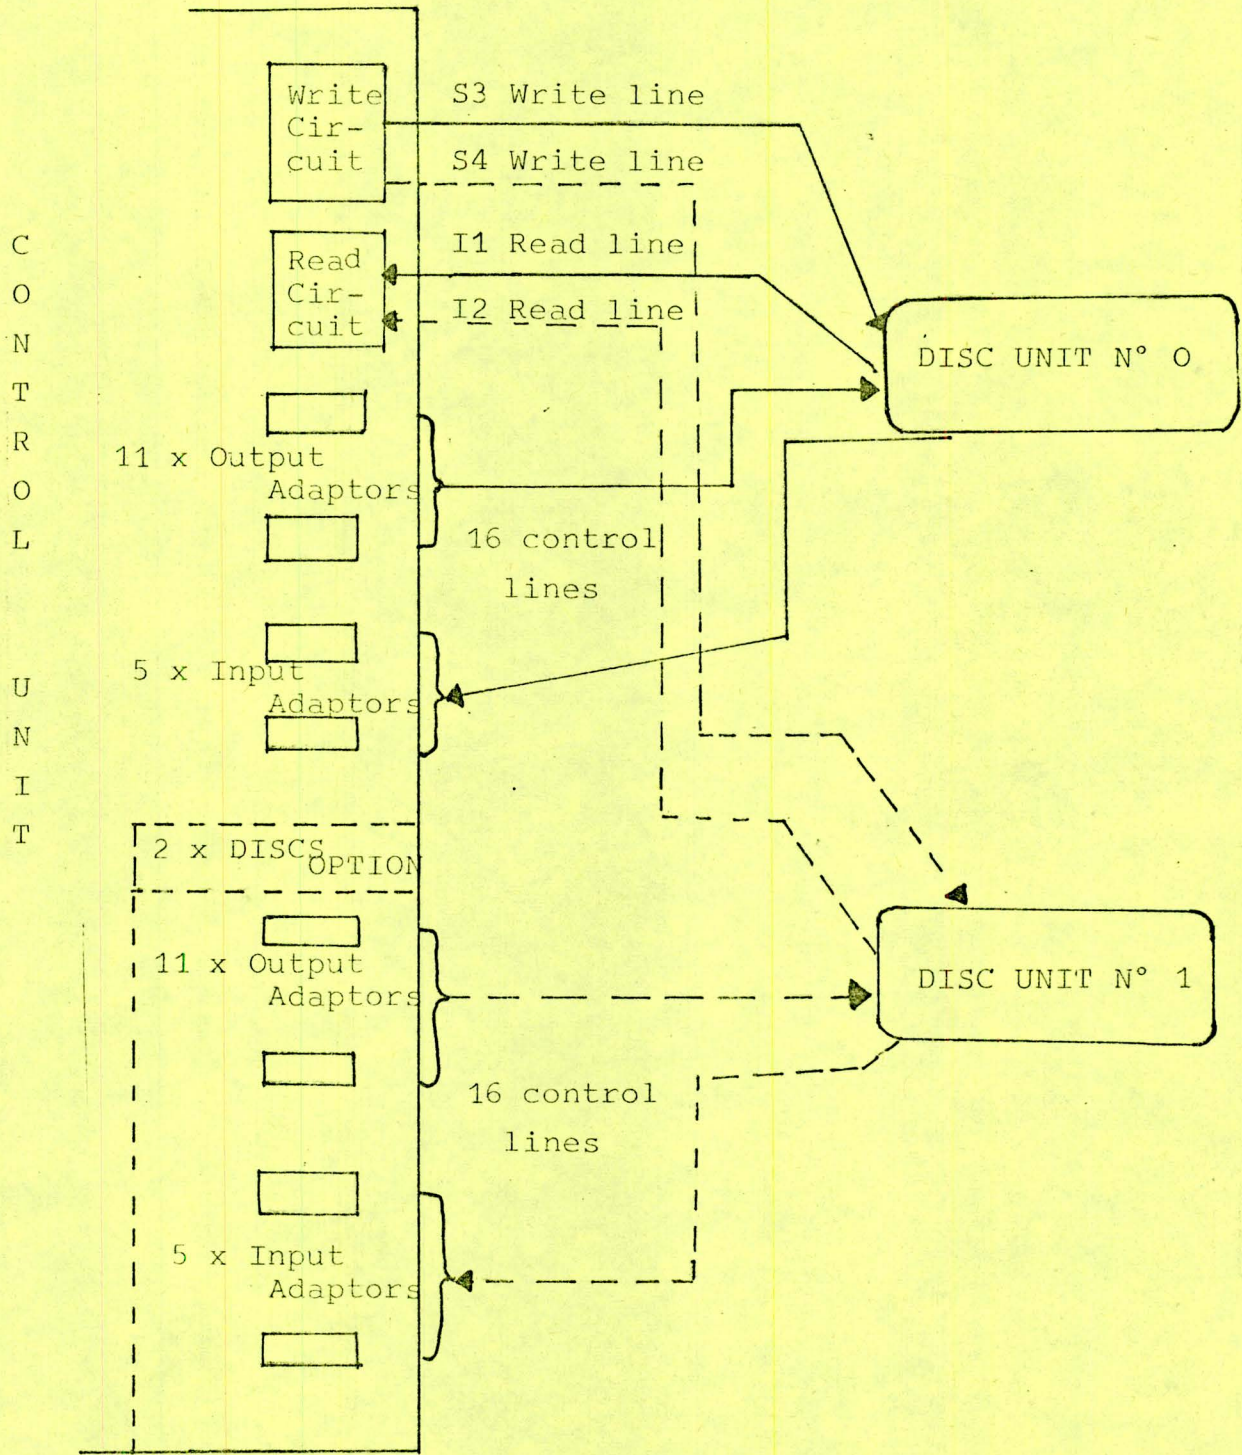 CONTROL UNIT
Write
Cir-
cuit
S3 Write line
S4 Write line
Read
Cir-
cuit
I1 Read line
I2 Read line
DISC UNIT N° O
11 x Output
Adaptors
16 control
lines
5 x Input
Adaptors
2 x DISCS
OPTION
11 x Output
Adaptors
DISC UNIT N° 1
16 control
lines
5 x Input
Adaptors